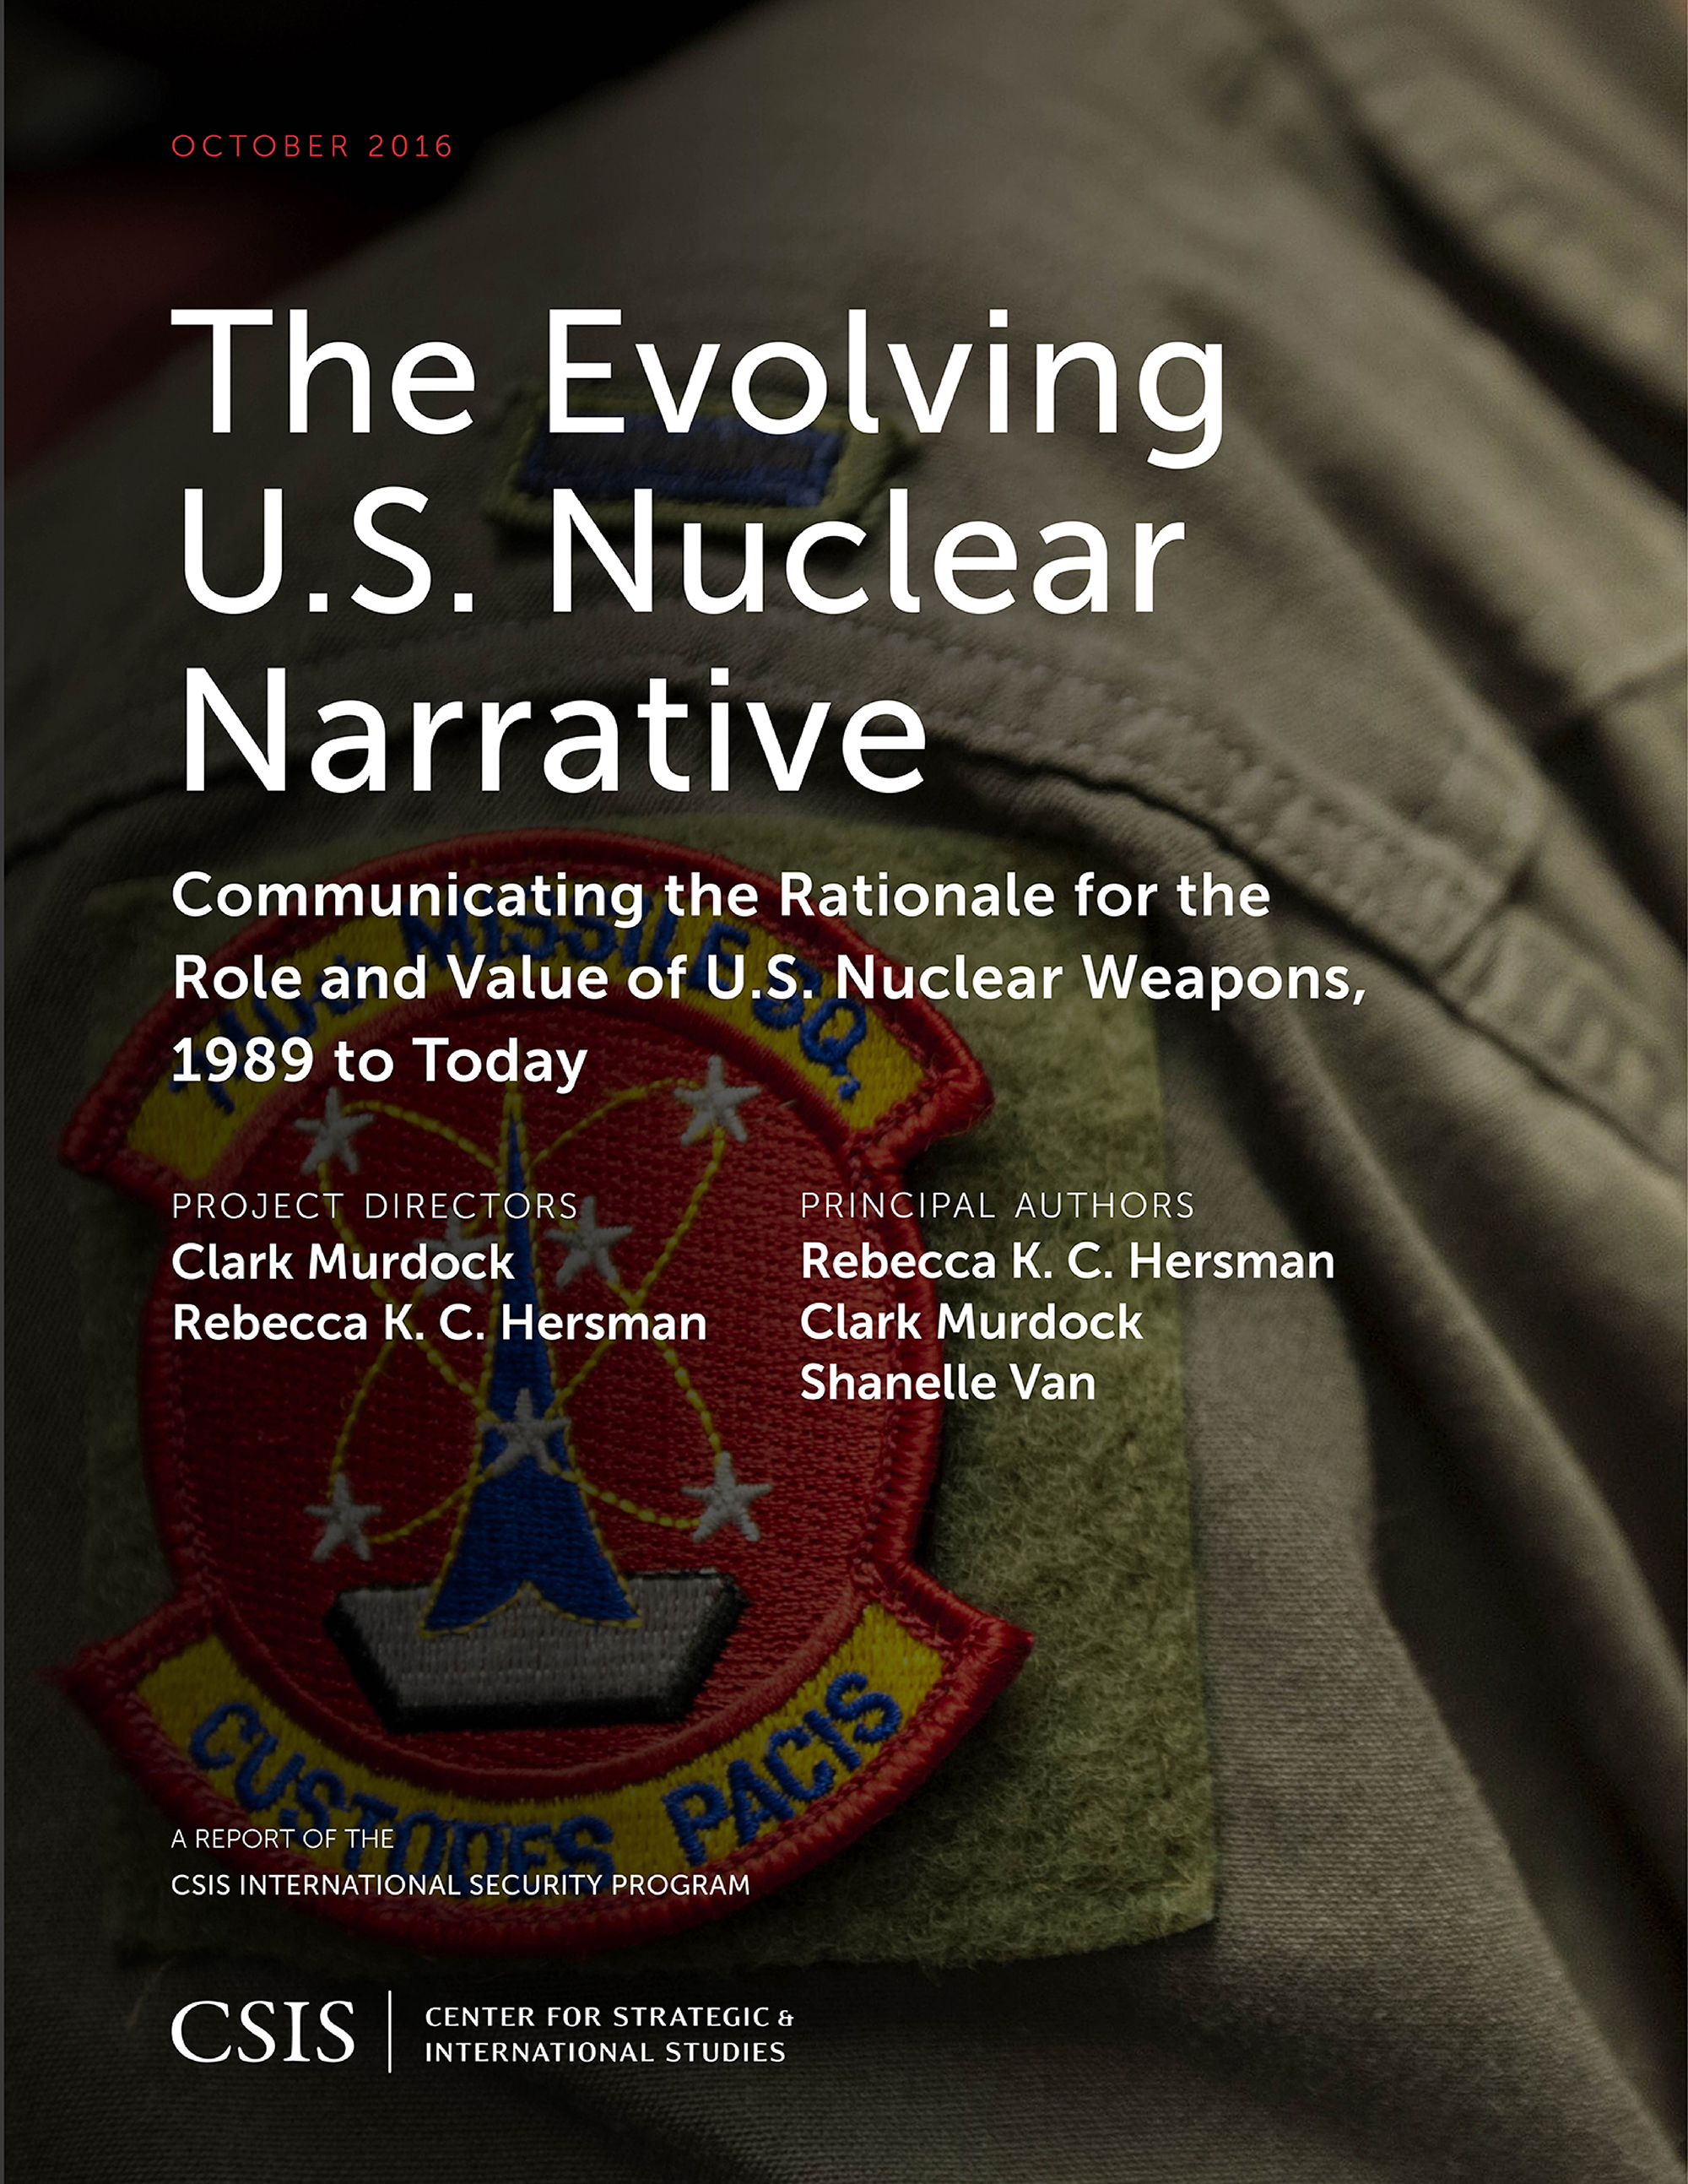 OCTOBER 2016
The Evolving
U.S. Nuclear
Narrative
Communicating the Rationale for the
Role and Value of U.S. Nuclear Weapons,
1989 to Today
PROJECT DIRECTORS
Clark Murdock
Rebecca K. C. Hersman
PRINCIPAL AUTHORS
Rebecca K. C. Hersman
Clark Murdock
Shanelle Van
MISSILE SQ.
CUSTODES PACIS
A REPORT OF THE
CSIS INTERNATIONAL SECURITY PROGRAM
CSIS
CENTER FOR STRATEGIC &
INTERNATIONAL STUDIES